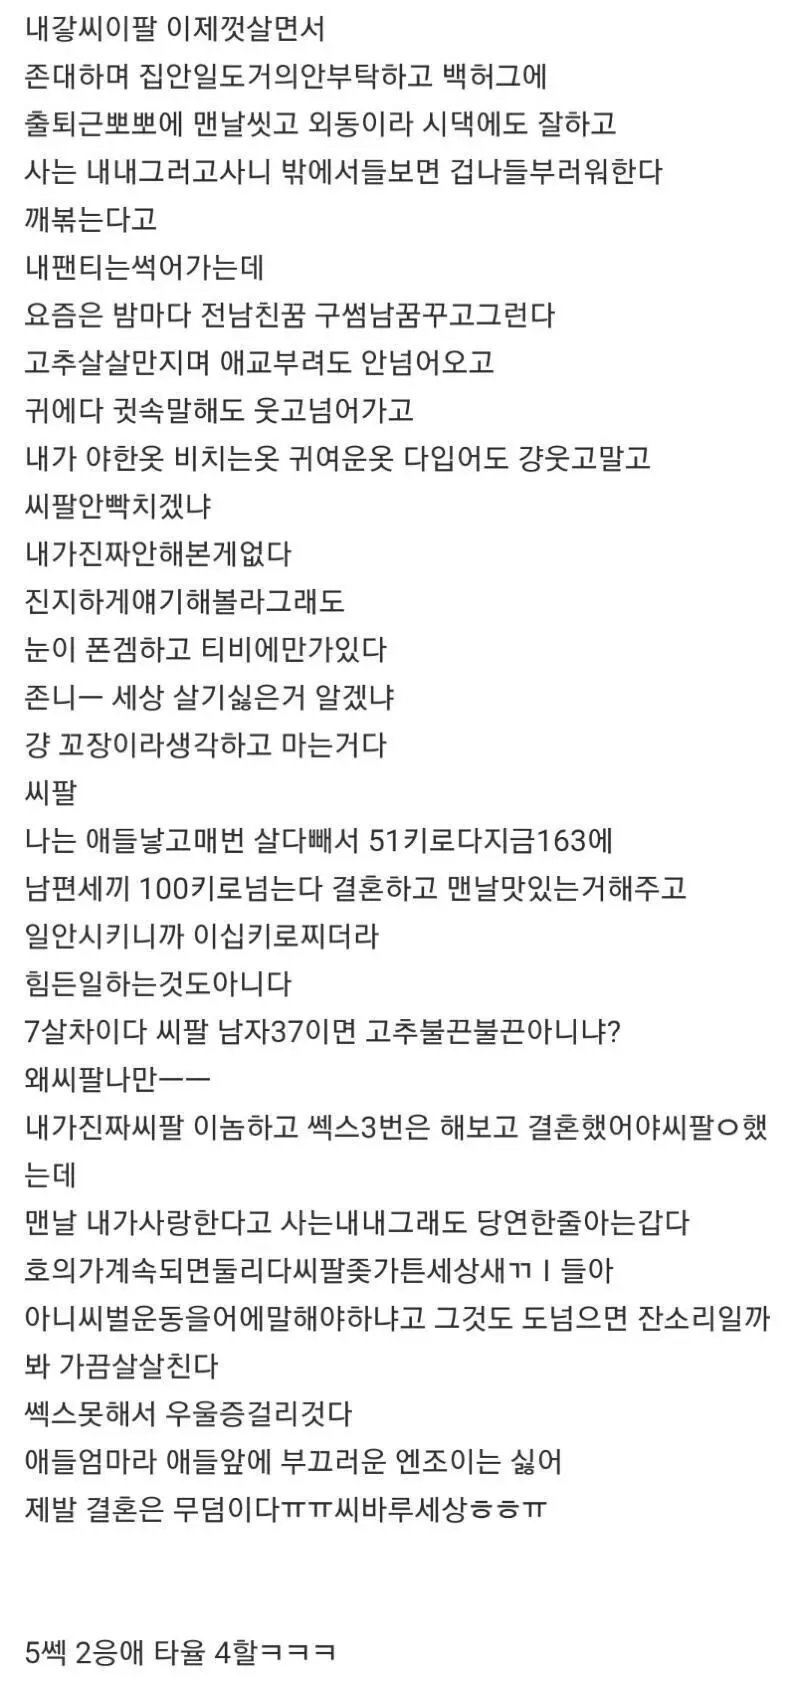 내걓씨이팔 이제껏살면서
존대하며 집안일도거의안부탁하고 백허그에
출퇴근뽀뽀에 맨날씻고 외동이라 시댁에도 잘하고
사는 내내그러고사니 밖에서들보면 겁나들부러워한다
깨볶는다고
내팬티는썩어가는데
요즘은 밤마다 전남친꿈 구썸남꿈꾸고그런다
고추살살만지며 애교부려도 안넘어오고
귀에다 귓속말해도 웃고넘어가고
내가 야한옷 비치는옷 귀여운옷 다입어도 걍웃고말고
씨팔안빡치겠냐
내가진짜안해본게없다
진지하게얘기해볼라그래도
눈이 폰겜하고 티비에만가있다
존니ㅡ 세상 살기싫은거 알겠냐
걍 꼬장이라생각하고 마는거다
씨팔
나는 애들낳고매번 살다빼서 51키로다지금163에
남편세끼 100키로넘는다 결혼하고 맨날맛있는거해주고
일안시키니까 이십키로찌더라
힘든일하는것도아니다
7살차이다 씨팔 남자37이면 고추불끈불끈아니냐?
왜씨팔나만ㅡㅡ
내가진짜씨팔 이놈하고 쎅스3번은 해보고 결혼했어야씨팔ㅇ했
는데
맨날 내가사랑한다고 사는내내그래도 당연한줄아는갑다
호의가계속되면둘리다씨팔좆가튼세상새ㄲㅣ들아
아니씨벌운동을어에말해야하냐고 그것도 도넘으면 잔소리일까
봐 가끔살살친다
쎅스못해서 우울증걸리것다
애들엄마라 애들앞에 부끄러운 엔조이는 싫어
제발 결혼은 무덤이다ㅠㅠ씨바루세상ㅎㅎㅠ
5쎅 2응애 타율 4할ㅋㅋㅋ